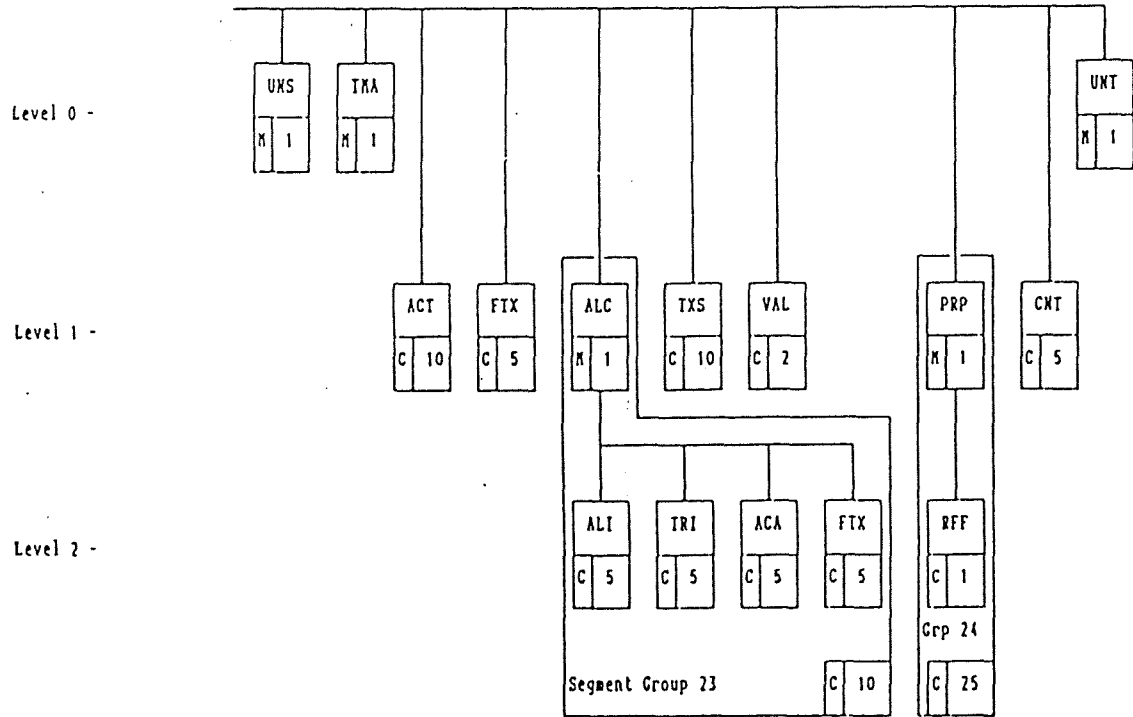 UNS TMA UNT
Level 0 -
M 1 M 1 M 1
ACT FTX ALC TXS VAL PRP CNT
Level 1 -
C 10 C 5 M 1 C 10 C 2 M 1 C 5
ALI TRI ACA FTX RFF
Level 2 -
C 5 C 5 C 5 C 5 C 1
Grp 24
Segment Group 23 C 10 C 25